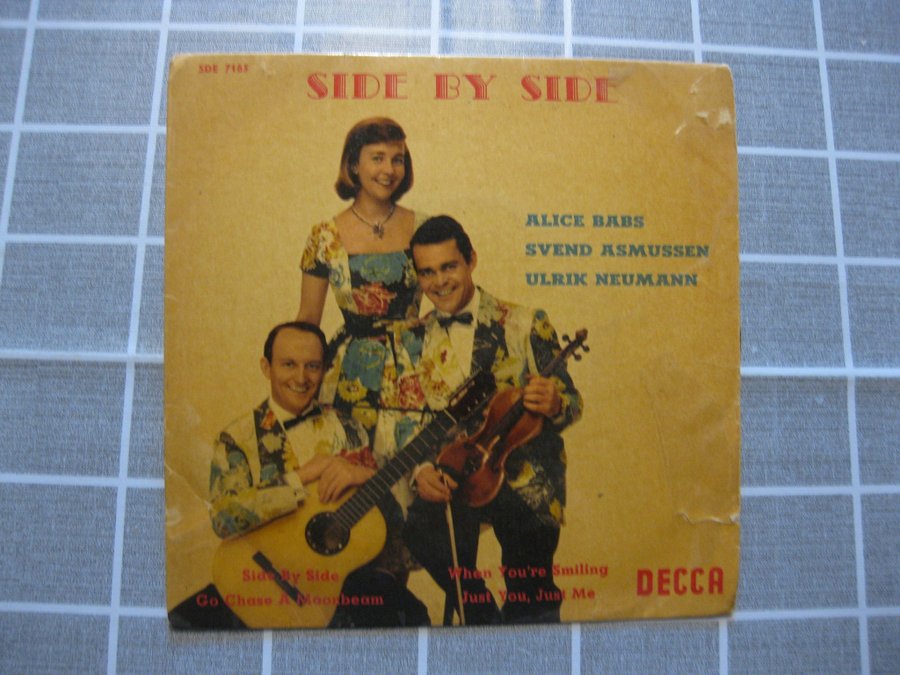 SDE 7165
SIDE BY SIDE
ALICE BABS
SVEND ASMUSSEN
ULRIK NEUMANN
Side By Side
Go Chase A Moonbeam
When You're Smiling
Just You, Just Me
DECCA